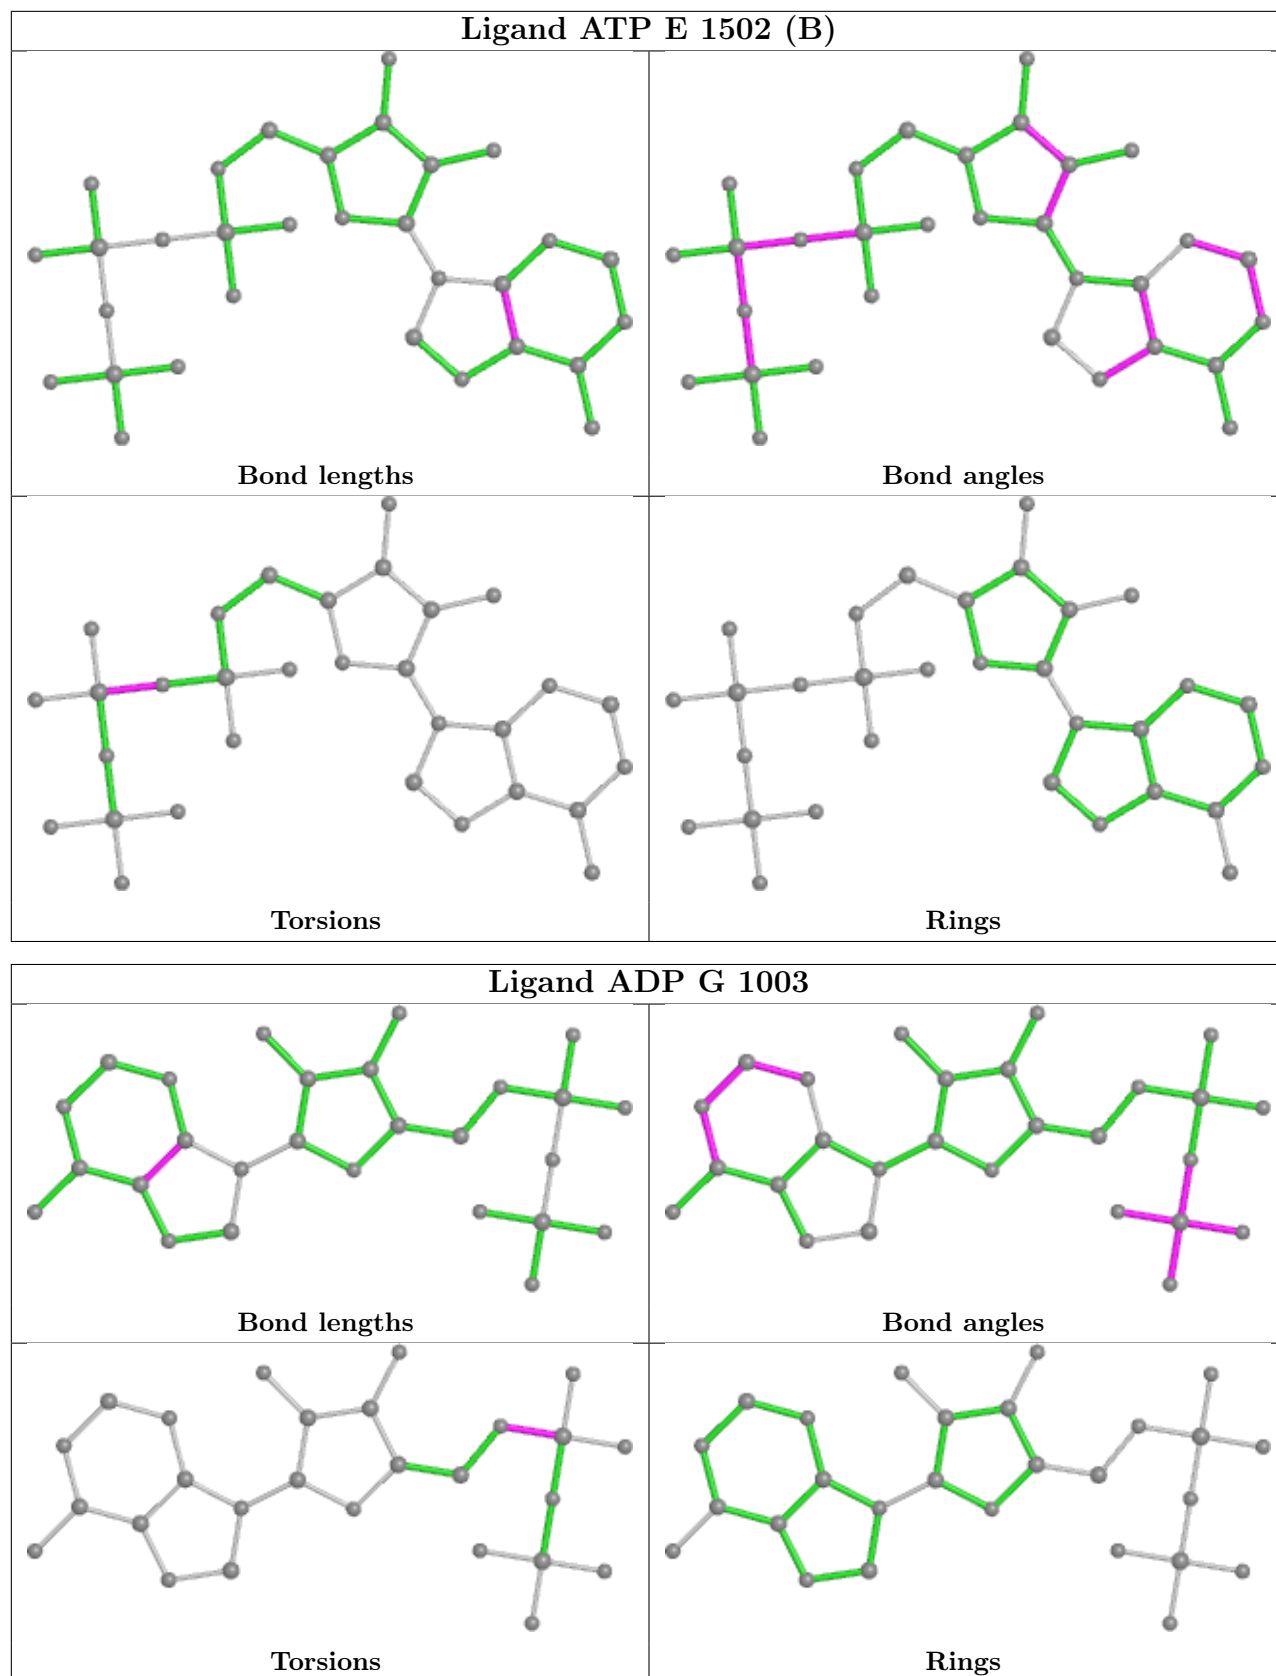 Ligand ATP E 1502 (B)
Bond lengths
Bond angles
Torsions
Rings
Ligand ADP G 1003
Bond lengths
Bond angles
Torsions
Rings